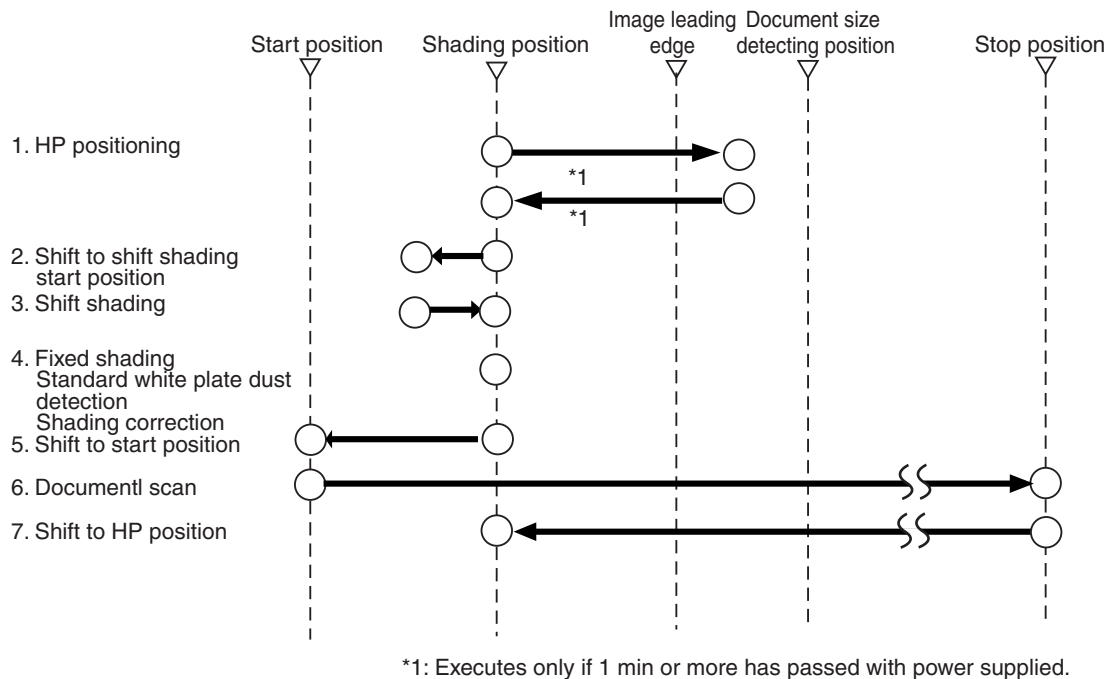 Start position
Shading position
Image leading
edge
Document size
detecting position
Stop position
1. HP positioning
*1
*1
2. Shift to shift shading
start position
3. Shift shading
4. Fixed shading
Standard white plate dust
detection
Shading correction
5. Shift to start position
6. Documentl scan
7. Shift to HP position
*1: Executes only if 1 min or more has passed with power supplied.